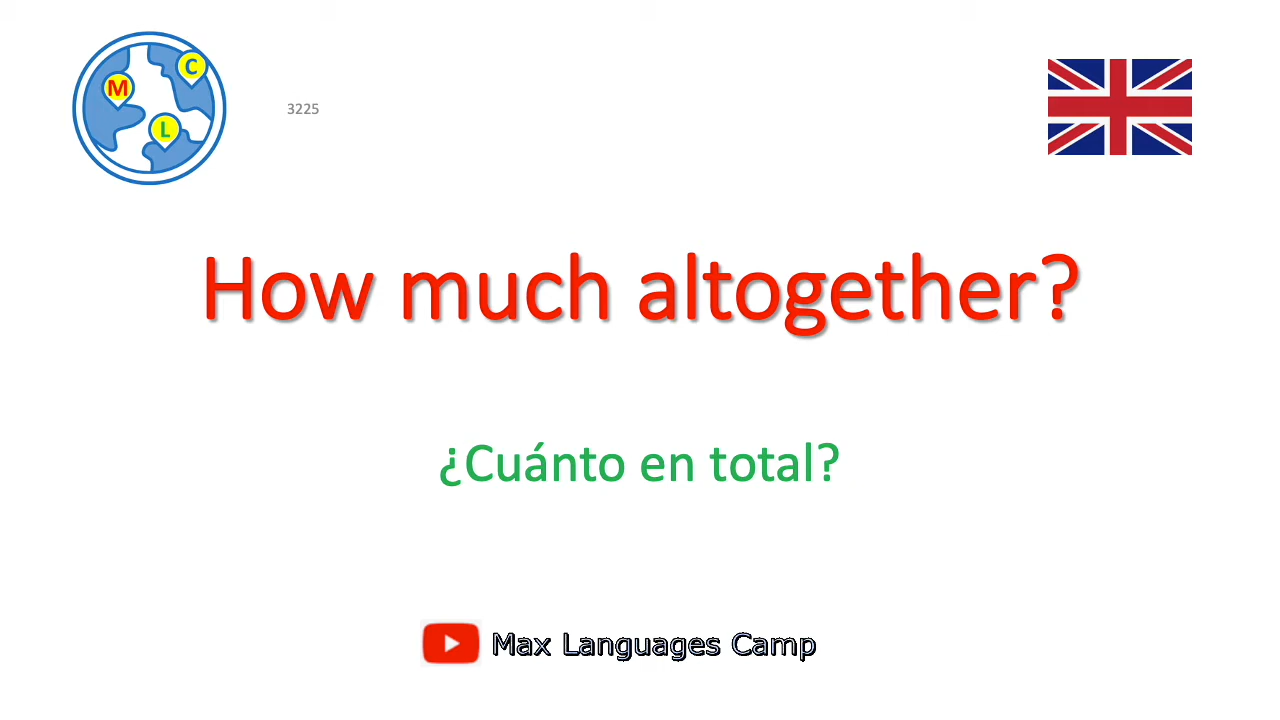 M
C
L
3225
How much altogether?
¿Cuánto en total?
Max Languages Camp